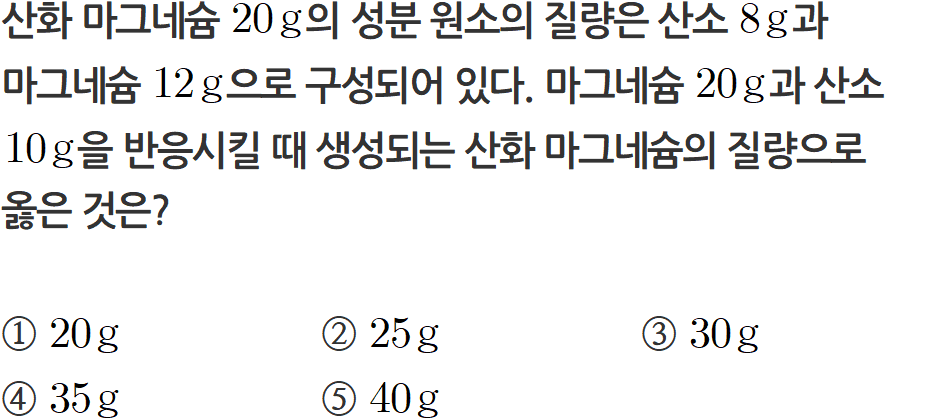 산화 마그네슘 20 g의 성분 원소의 질량은 산소 8 g과
마그네슘 12 g으로 구성되어 있다. 마그네슘 20 g과 산소
10 g을 반응시킬 때 생성되는 산화 마그네슘의 질량으로
옳은 것은?
① 20 g ② 25 g ③ 30 g
④ 35 g ⑤ 40 g